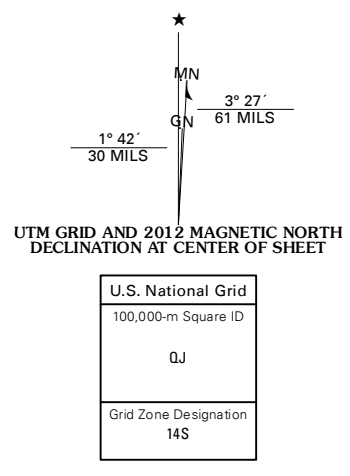 ★
MN
3° 27´
61 MILS
GN
1° 42´
30 MILS
UTM GRID AND 2012 MAGNETIC NORTH
DECLINATION AT CENTER OF SHEET
U.S. National Grid
100,000-m Square ID
QJ
Grid Zone Designation
14S